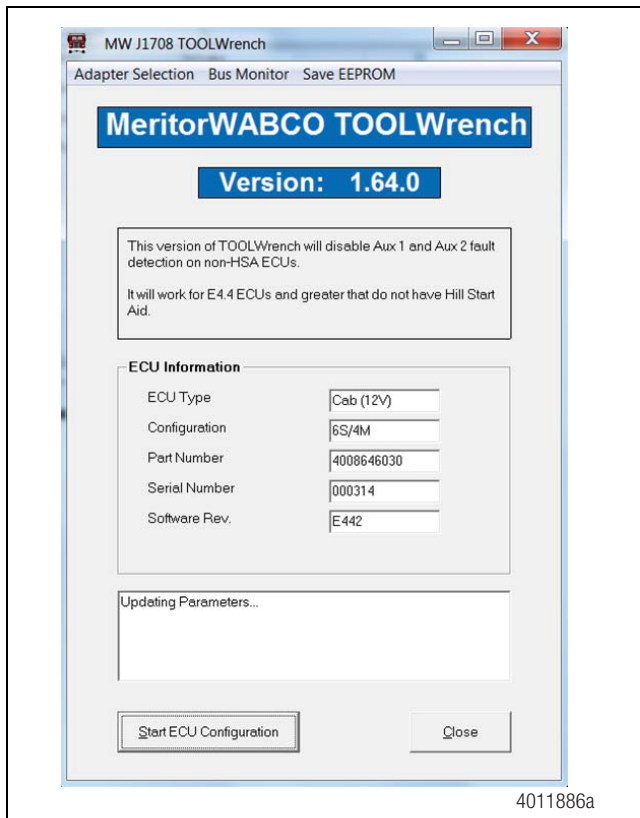 MW J1708 TOOLWrench
Adapter Selection Bus Monitor Save EEPROM
MeritorWABCO TOOLWrench
Version: 1.64.0
This version of TOOLWrench will disable Aux 1 and Aux 2 fault
detection on non-HSA ECUs.
It will work for E4.4 ECUs and greater that do not have Hill Start
Aid.
ECU Information
ECU Type Cab (12V)
Configuration 6S/4M
Part Number 4008646030
Serial Number 000314
Software Rev. E442
Updating Parameters...
Start ECU Configuration Close
4011886a